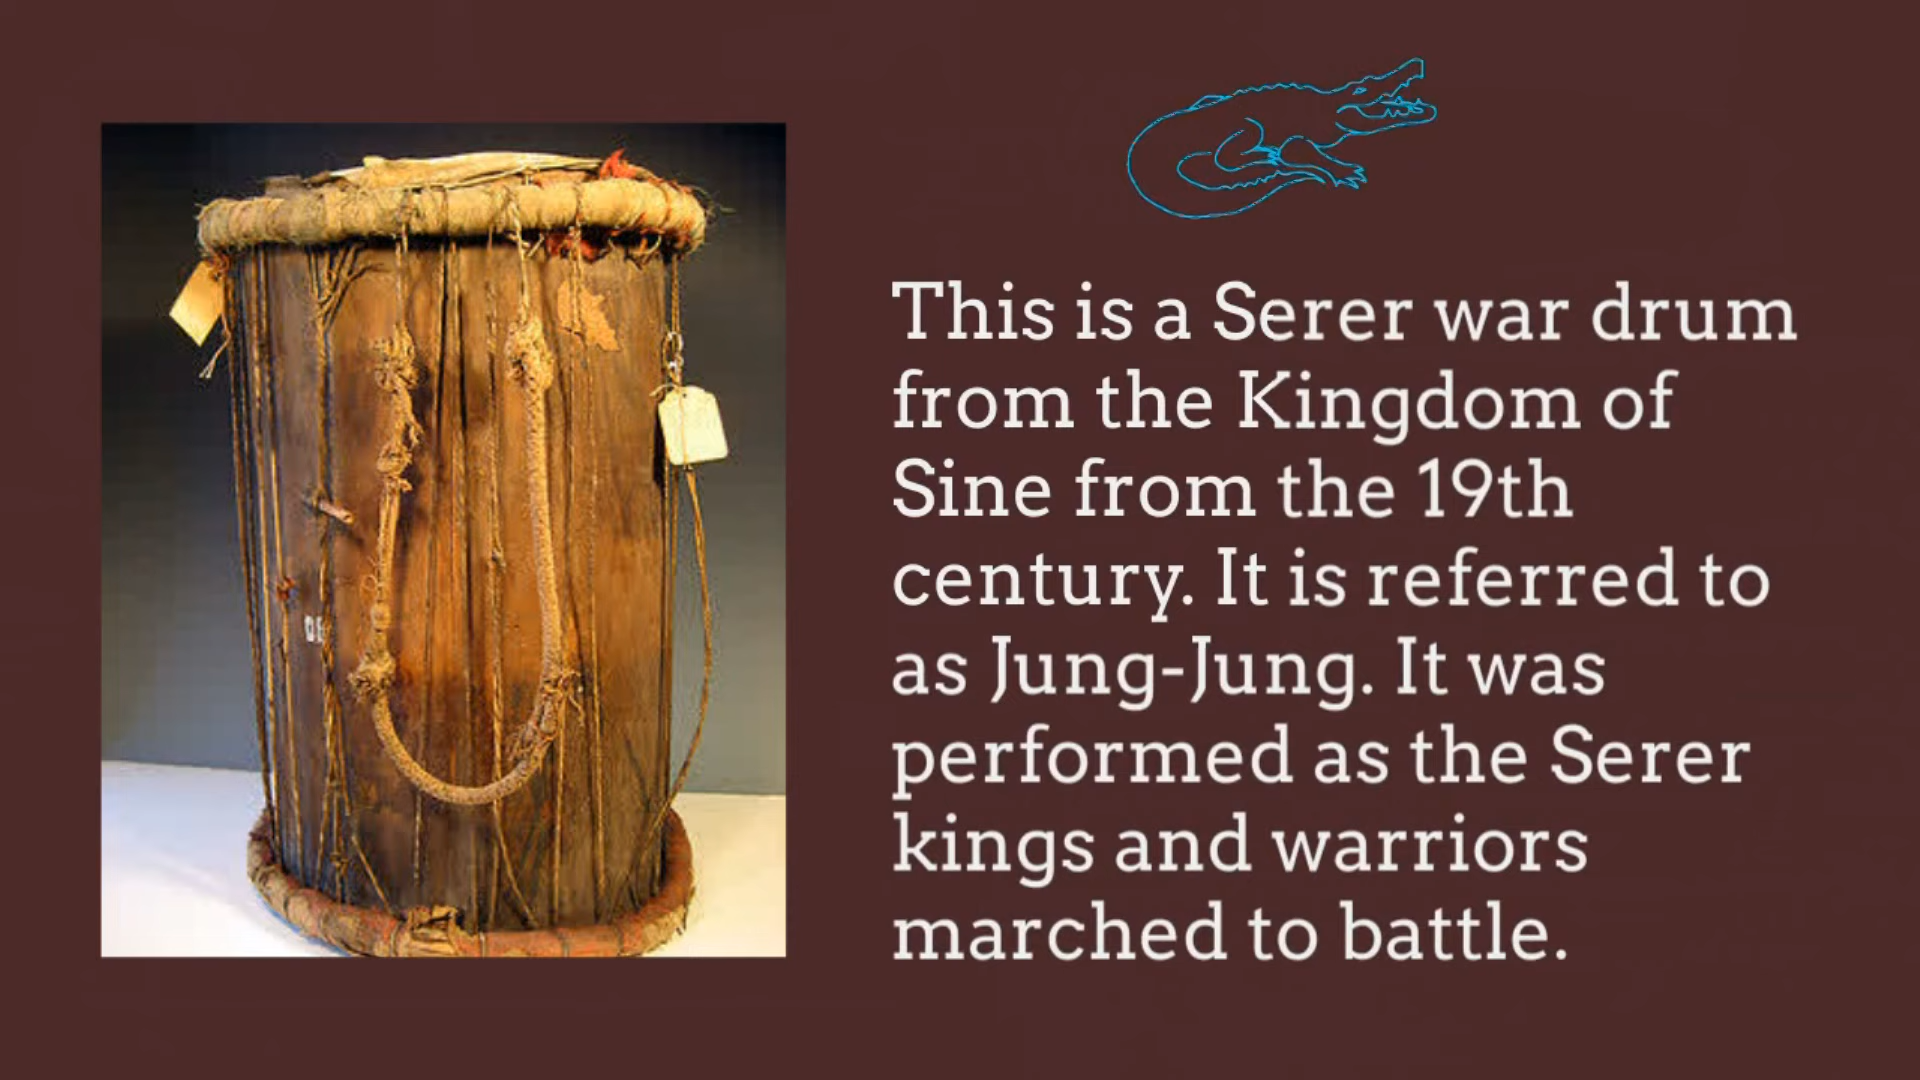 This is a Serer war drum
from the Kingdom of
Sine from the 19th
century. It is referred to
as Jung-Jung. It was
performed as the Serer
kings and warriors
marched to battle.